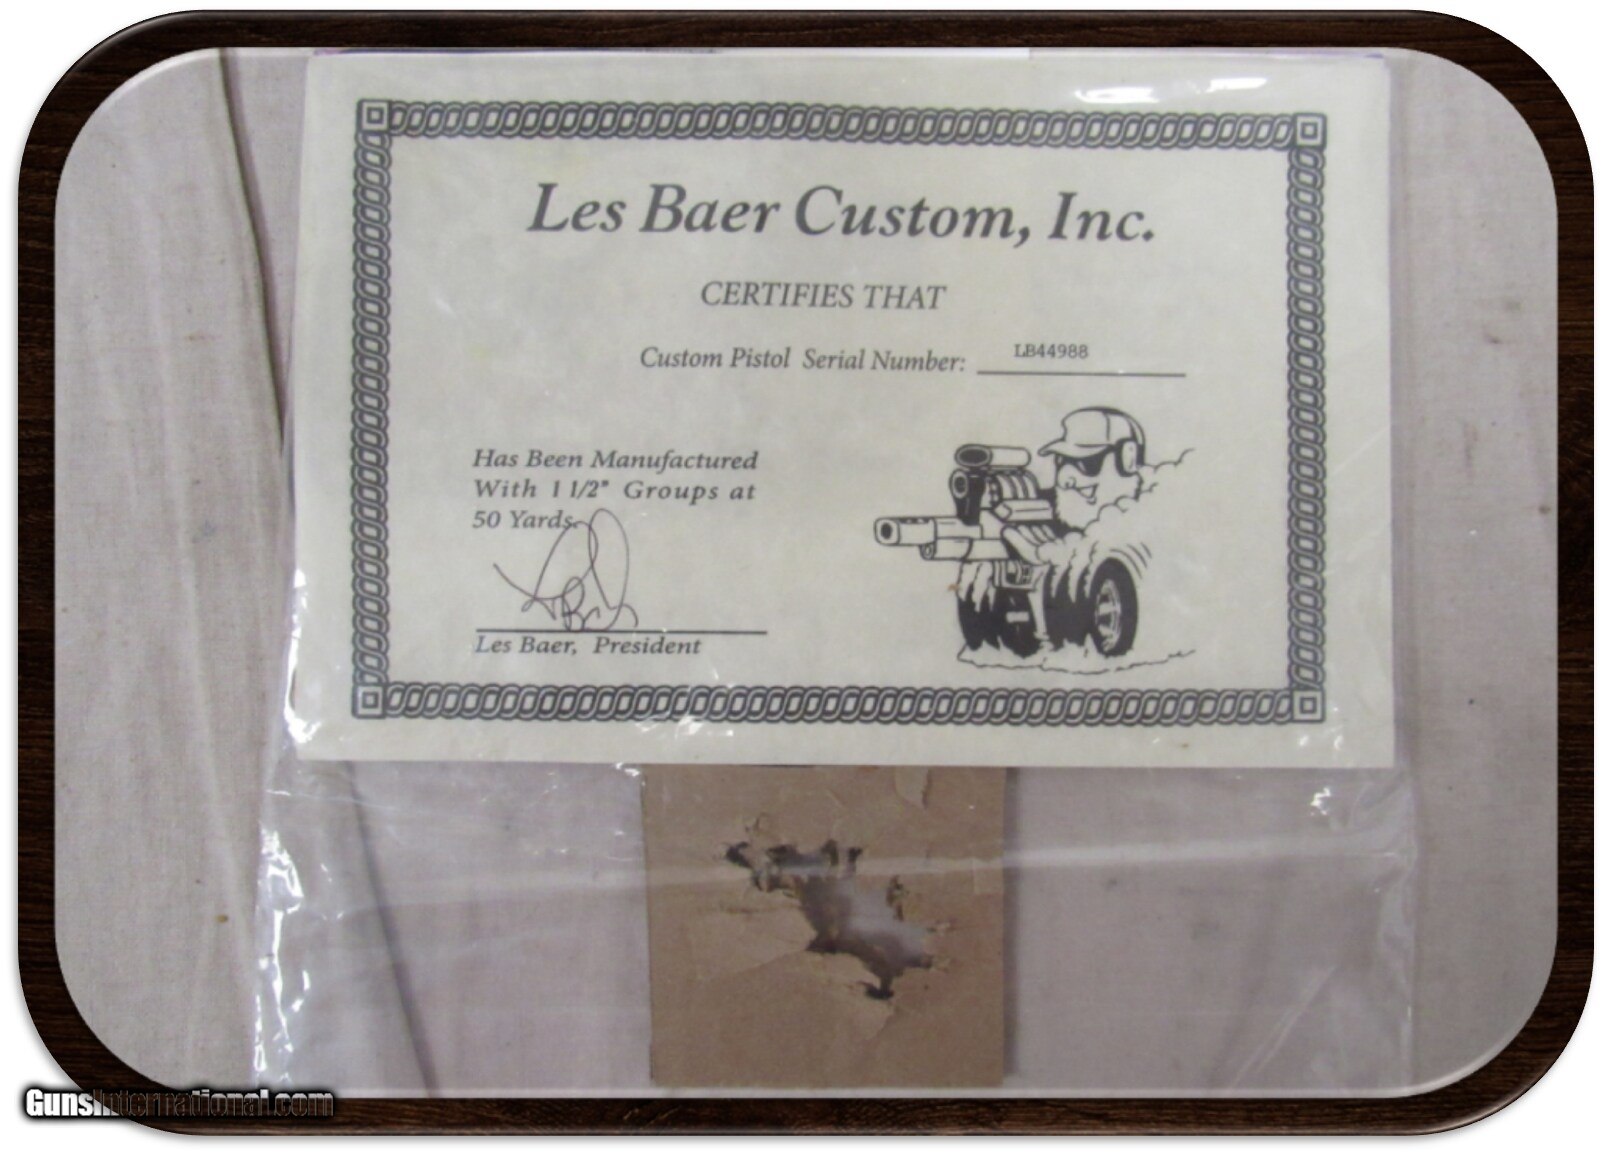 Les Baer Custom, Inc.
CERTIFIES THAT
Custom Pistol Serial Number: LB44988
Has Been Manufactured
With 1 1/2" Groups at
50 Yards.
Les Baer, President
GunsInternational.com